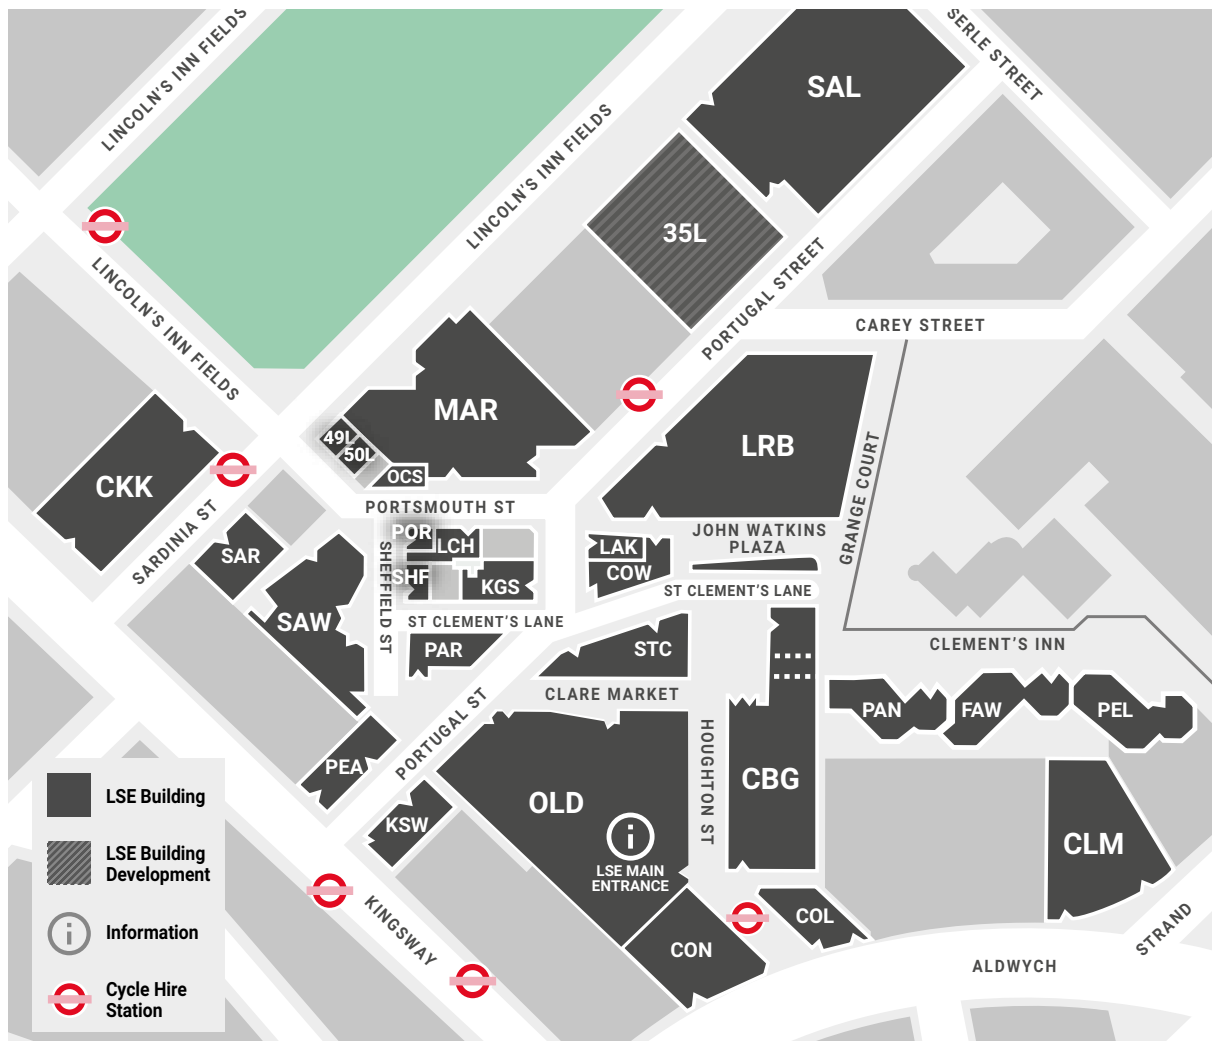 LINCOLN'S INN FIELDS
SERLE STREET
SAL
LINCOLN'S INN FIELDS
35L
LINCOLN'S INN FIELDS
PORTUGAL STREET
CAREY STREET
MAR
49L
50L
OCS
LRB
CKK
GRANGE COURT
PORTSMOUTH ST
SARDINIA ST
POR
LCH
JOHN WATKINS
PLAZA
LAK
COW
SAR
SHEFFIELD ST
SHF
KGS
ST CLEMENT'S LANE
SAW
ST CLEMENT'S LANE
PAR
STC
CLEMENT'S INN
CLARE MARKET
PAN
FAW
PEL
PORTUGAL ST
PEA
HOUGHTON ST
CBG
OLD
KSW
LSE MAIN
ENTRANCE
CLM
COL
CON
KINGSWAY
STRAND
ALDWYCH
LSE Building
LSE Building
Development
Information
Cycle Hire
Station